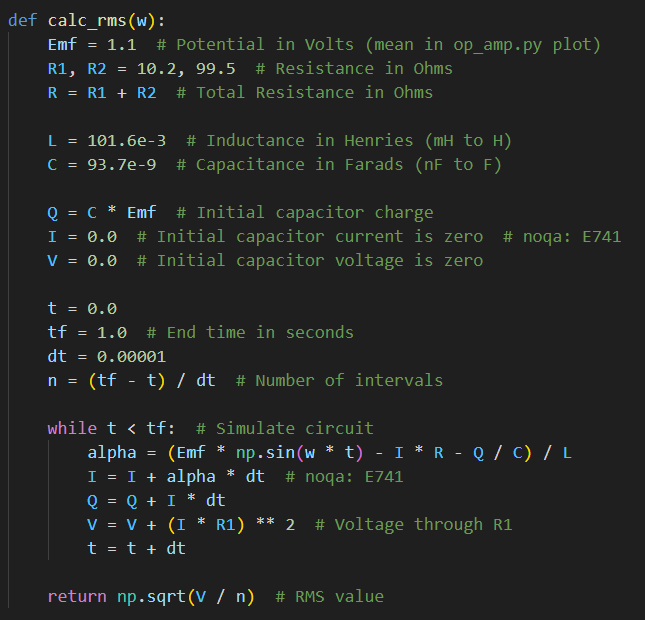 def calc_rms(w):
    Emf = 1.1  # Potential in Volts (mean in op_amp.py plot)
    R1, R2 = 10.2, 99.5  # Resistance in Ohms
    R = R1 + R2  # Total Resistance in Ohms

    L = 101.6e-3  # Inductance in Henries (mH to H)
    C = 93.7e-9  # Capacitance in Farads (nF to F)

    Q = C * Emf  # Initial capacitor charge
    I = 0.0  # Initial capacitor current is zero  # noqa: E741
    V = 0.0  # Initial capacitor voltage is zero

    t = 0.0
    tf = 1.0  # End time in seconds
    dt = 0.00001
    n = (tf - t) / dt  # Number of intervals

    while t < tf:  # Simulate circuit
        alpha = (Emf * np.sin(w * t) - I * R - Q / C) / L
        I = I + alpha * dt  # noqa: E741
        Q = Q + I * dt
        V = V + (I * R1) ** 2  # Voltage through R1
        t = t + dt

    return np.sqrt(V / n)  # RMS value